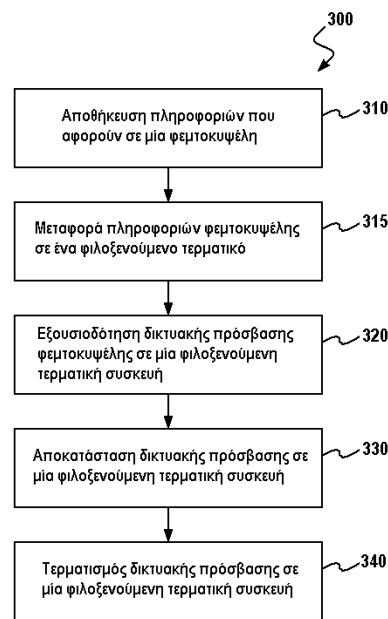 300
Αποθήκευση πληροφοριών που
αφορούν σε μία φεμτοκυψέλη
310
Μεταφορά πληροφοριών φεμτοκυψέλης
σε ένα φιλοξενούμενο τερματικό
315
Εξουσιοδότηση δικτυακής πρόσβασης
φεμτοκυψέλης σε μία φιλοξενούμενη
τερματική συσκευή
320
Αποκατάσταση δικτυακής πρόσβασης σε
μία φιλοξενούμενη τερματική συσκευή
330
Τερματισμός δικτυακής πρόσβασης σε
μία φιλοξενούμενη τερματική συσκευή
340